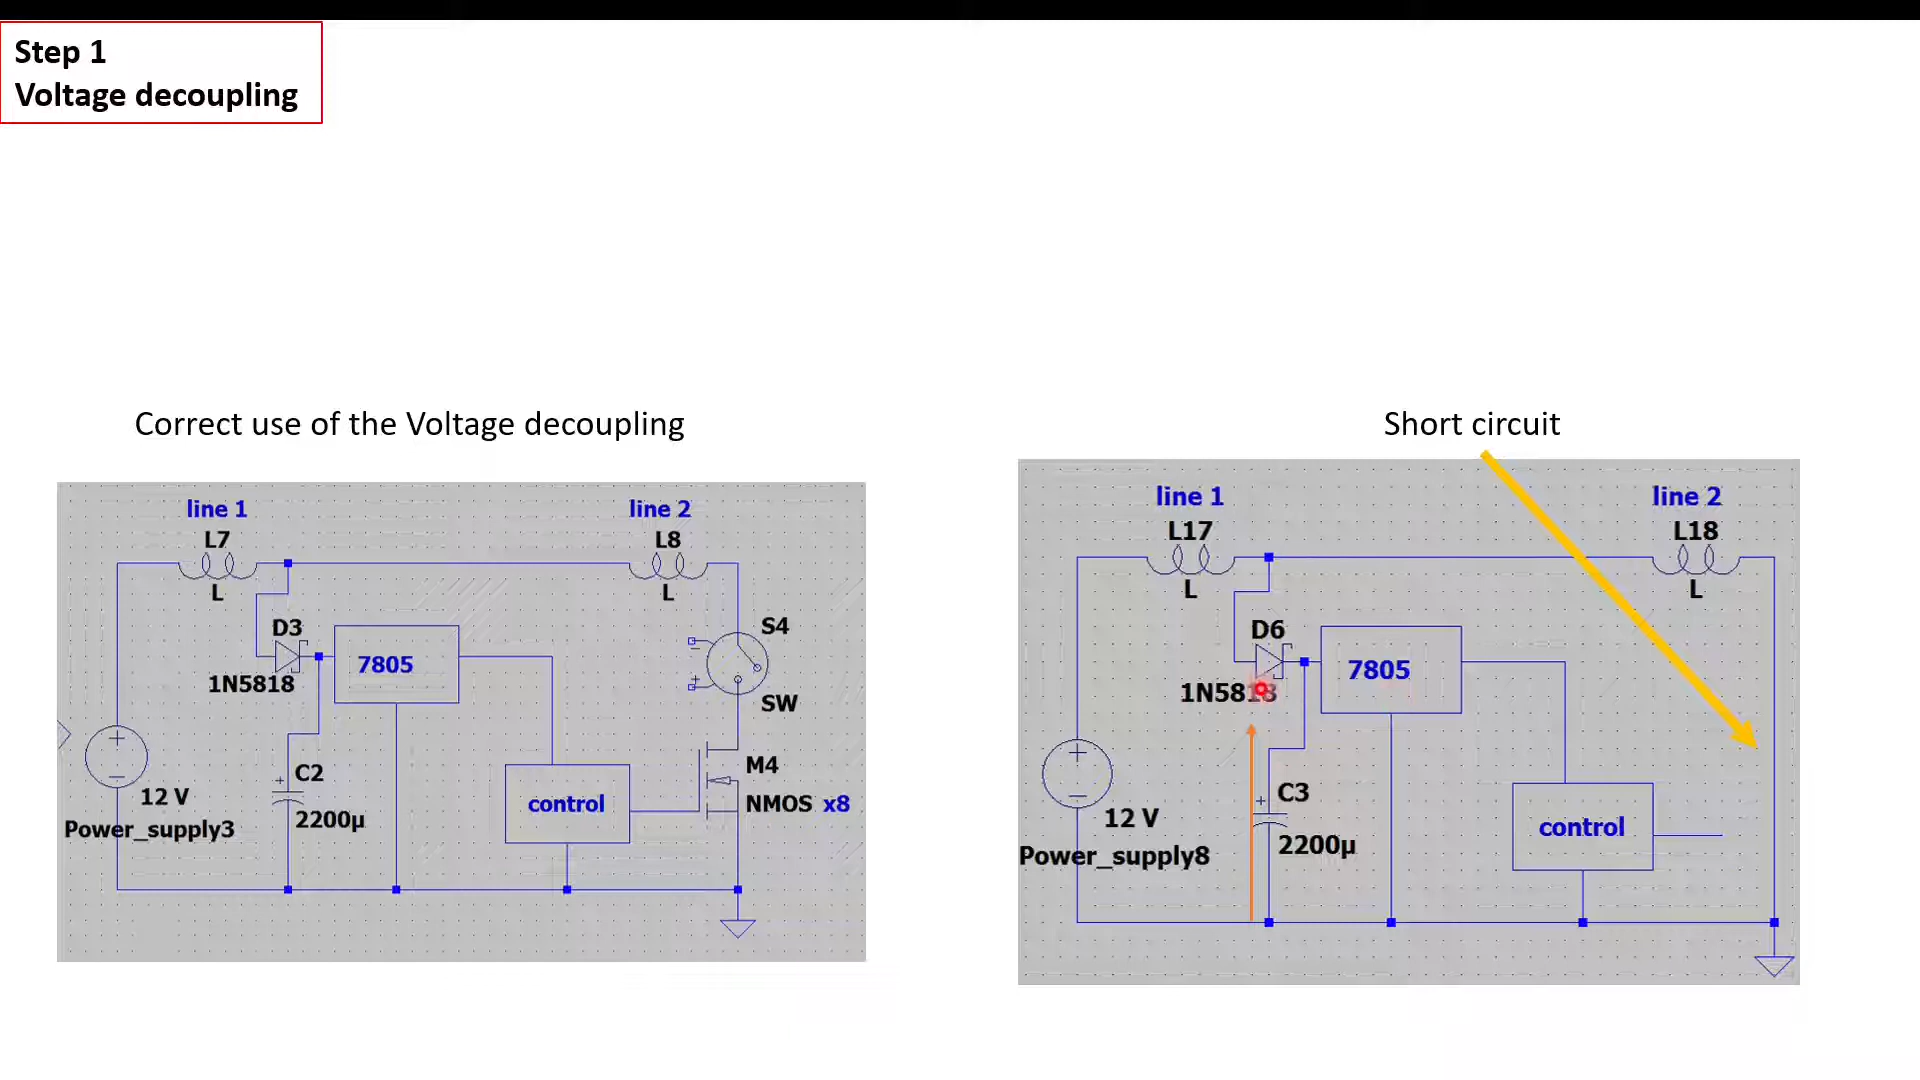 Step 1
Voltage decoupling
Correct use of the Voltage decoupling
line 1
line 2
L7
L8
L
L
D3
7805
1N5818
S4
SW
C2
2200µ
12 V
Power_supply3
control
M4
NMOS x8
Short circuit
line 1
line 2
L17
L18
L
L
D6
7805
1N5818
C3
2200µ
12 V
Power_supply8
control